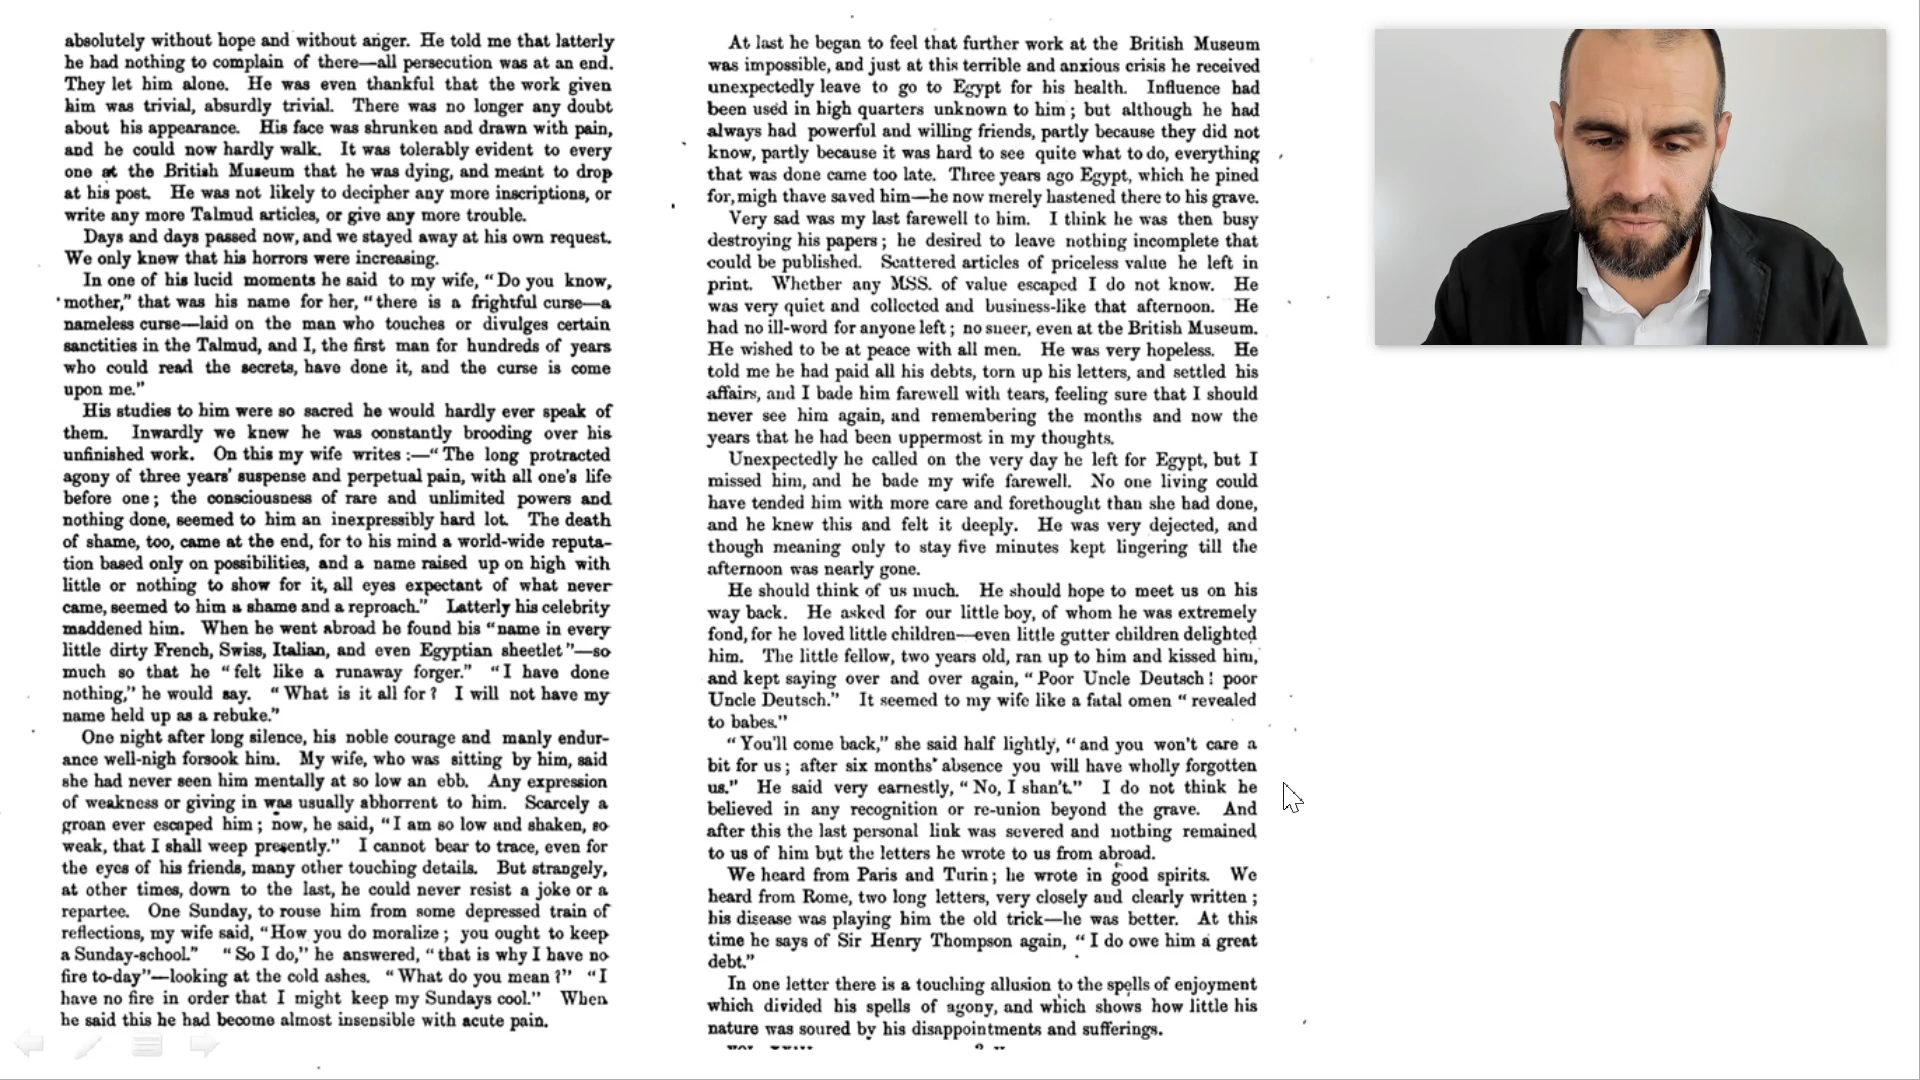 absolutely without hope and without anger. He told me that latterly
he had nothing to complain of there—all persecution was at an end.
They let him alone. He was even thankful that the work given
him was trivial, absurdly trivial. There was no longer any doubt
about his appearance. His face was shrunken and drawn with pain,
and he could now hardly walk. It was tolerably evident to every
one at the British Museum that he was dying, and meant to drop
at his post. He was not likely to decipher any more inscriptions, or
write any more Talmud articles, or give any more trouble.
Days and days passed now, and we stayed away at his own request.
We only knew that his horrors were increasing.
In one of his lucid moments he said to my wife, "Do you know,
mother," that was his name for her, "there is a frightful curse—a
nameless curse—laid on the man who touches or divulges certain
sanctities in the Talmud, and I, the first man for hundreds of years
who could read the secrets, have done it, and the curse is come
upon me."
His studies to him were so sacred he would hardly ever speak of
them. Inwardly we knew he was constantly brooding over his
unfinished work. On this my wife writes:—"The long protracted
agony of three years' suspense and perpetual pain, with all one's life
before one; the consciousness of rare and unlimited powers and
nothing done, seemed to him an inexpressibly hard lot. The death
of shame, too, came at the end, for to his mind a world-wide reputa-
tion based only on possibilities, and a name raised up on high with
little or nothing to show for it, all eyes expectant of what never
came, seemed to him a shame and a reproach." Latterly his celebrity
maddened him. When he went abroad he found his "name in every
little dirty French, Swiss, Italian, and even Egyptian sheetlet"—so
much so that he "felt like a runaway forger." "I have done
nothing," he would say. "What is it all for? I will not have my
name held up as a rebuke."
One night after long silence, his noble courage and manly endur-
ance well-nigh forsook him. My wife, who was sitting by him, said
she had never seen him mentally at so low an ebb. Any expression
of weakness or giving in was usually abhorrent to him. Scarcely a
groan ever escaped him; now, he said, "I am so low and shaken, so
weak, that I shall weep presently." I cannot bear to trace, even for
the eyes of his friends, many other touching details. But strangely,
at other times, down to the last, he could never resist a joke or a
repartee. One Sunday, to rouse him from some depressed train of
reflections, my wife said, "How you do moralize; you ought to keep
a Sunday-school." "So I do," he answered, "that is why I have no
fire to-day"—looking at the cold ashes. "What do you mean?" "I
have no fire in order that I might keep my Sundays cool." When
he said this he had become almost insensible with acute pain.
At last he began to feel that further work at the British Museum
was impossible, and just at this terrible and anxious crisis he received
unexpectedly leave to go to Egypt for his health. Influence had
been used in high quarters unknown to him; but although he had
always had powerful and willing friends, partly because they did not
know, partly because it was hard to see quite what to do, everything
that was done came too late. Three years ago Egypt, which he pined
for, migh thave saved him—he now merely hastened there to his grave.
Very sad was my last farewell to him. I think he was then busy
destroying his papers; he desired to leave nothing incomplete that
could be published. Scattered articles of priceless value he left in
print. Whether any MSS. of value escaped I do not know. He
was very quiet and collected and business-like that afternoon. He
had no ill-word for anyone left; no sneer, even at the British Museum.
He wished to be at peace with all men. He was very hopeless. He
told me he had paid all his debts, torn up his letters, and settled his
affairs, and I bade him farewell with tears, feeling sure that I should
never see him again, and remembering the months and now the
years that he had been uppermost in my thoughts.
Unexpectedly he called on the very day he left for Egypt, but I
missed him, and he bade my wife farewell. No one living could
have tended him with more care and forethought than she had done,
and he knew this and felt it deeply. He was very dejected, and
though meaning only to stay five minutes kept lingering till the
afternoon was nearly gone.
He should think of us much. He should hope to meet us on his
way back. He asked for our little boy, of whom he was extremely
fond, for he loved little children—even little gutter children delighted
him. The little fellow, two years old, ran up to him and kissed him,
and kept saying over and over again, "Poor Uncle Deutsch! poor
Uncle Deutsch." It seemed to my wife like a fatal omen "revealed
to babes."
"You'll come back," she said half lightly, "and you won't care a
bit for us; after six months' absence you will have wholly forgotten
us." He said very earnestly, "No, I shan't." I do not think he
believed in any recognition or re-union beyond the grave. And
after this the last personal link was severed and nothing remained
to us of him but the letters he wrote to us from abroad.
We heard from Paris and Turin; he wrote in good spirits. We
heard from Rome, two long letters, very closely and clearly written;
his disease was playing him the old trick—he was better. At this
time he says of Sir Henry Thompson again, "I do owe him a great
debt."
In one letter there is a touching allusion to the spells of enjoyment
which divided his spells of agony, and which shows how little his
nature was soured by his disappointments and sufferings.